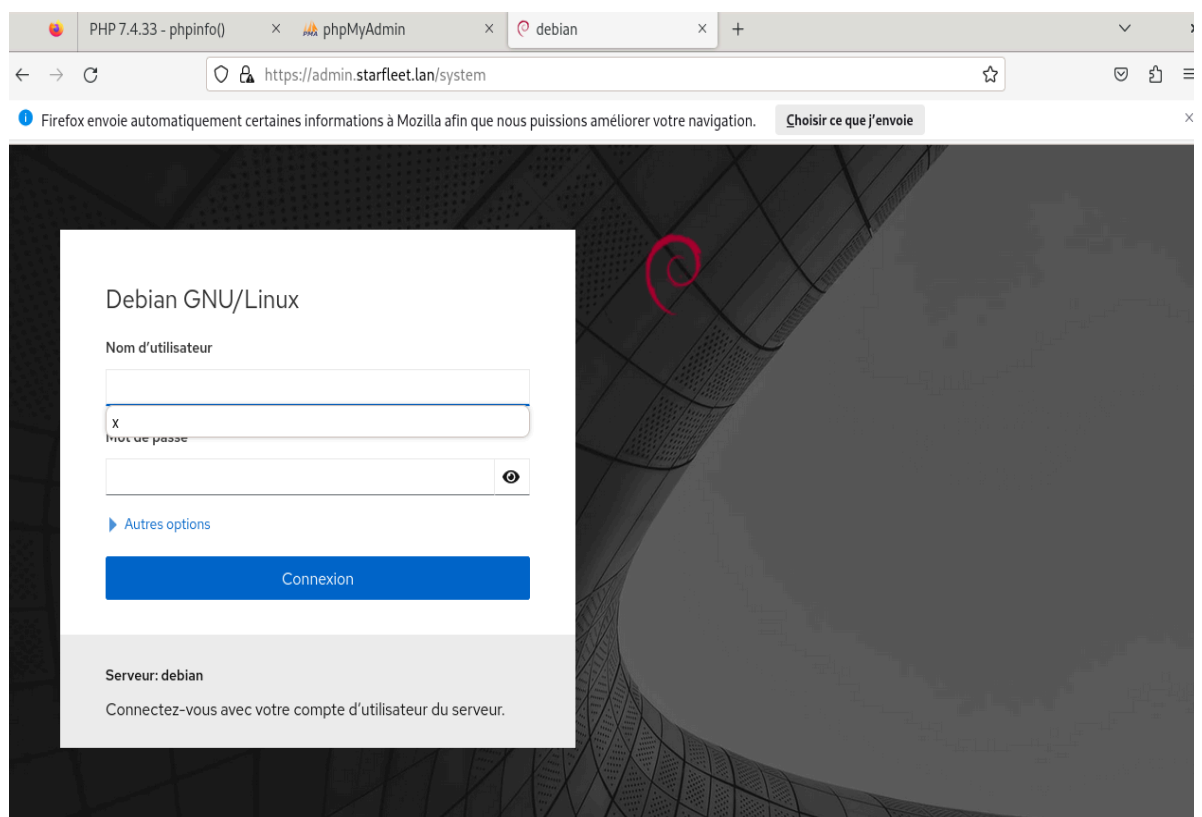 PHP 7.4.33 - phpinfo()
phpMyAdmin
debian
https://admin.starfleet.lan/system
Firefox envoie automatiquement certaines informations à Mozilla afin que nous puissions améliorer votre navigation.
Choisir ce que j'envoie
Debian GNU/Linux
Nom d'utilisateur
x
Mot de passe
Autres options
Connexion
Serveur: debian
Connectez-vous avec votre compte d'utilisateur du serveur.